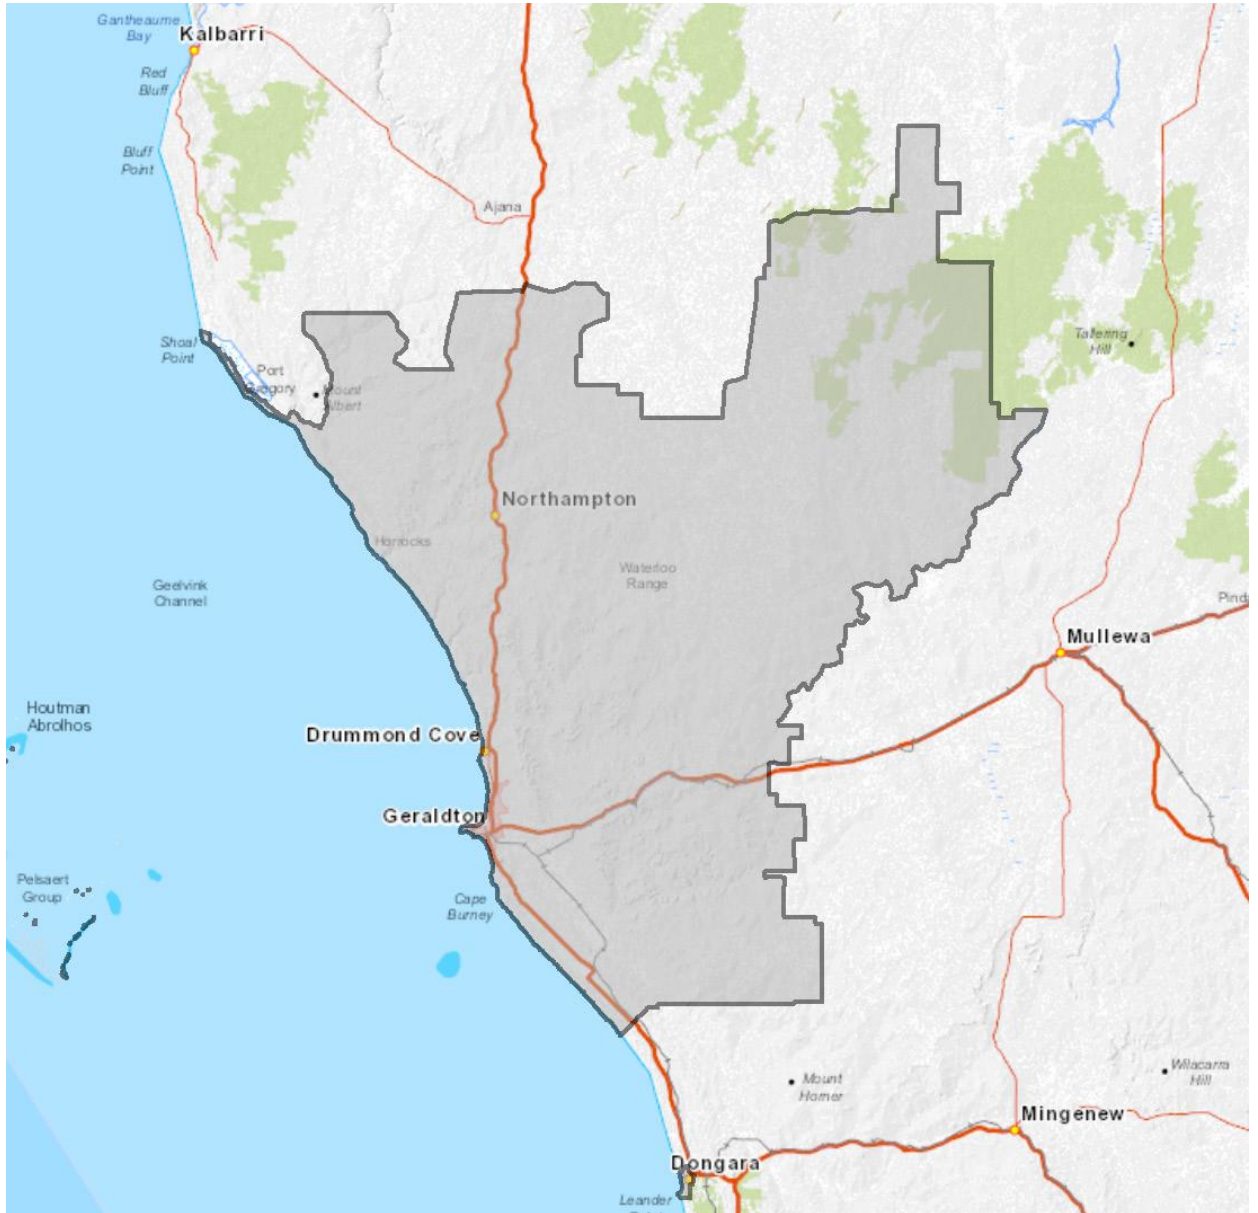 Gantheaume
Bay
Kalbarri
Red
Bluff
Bluff
Point
Ajana
Shoal
Point
Port
Gregory
Mount
Albert
Tallering
Hill
Northampton
Horrocks
Waterloo
Range
Geelvink
Channel
Mullewa
Houtman
Abrolhos
Drummond Cove
Geraldton
Pelsaert
Group
Cape
Burney
Mount
Horner
Wilacarra
Hill
Mingenew
Dongara
Leander